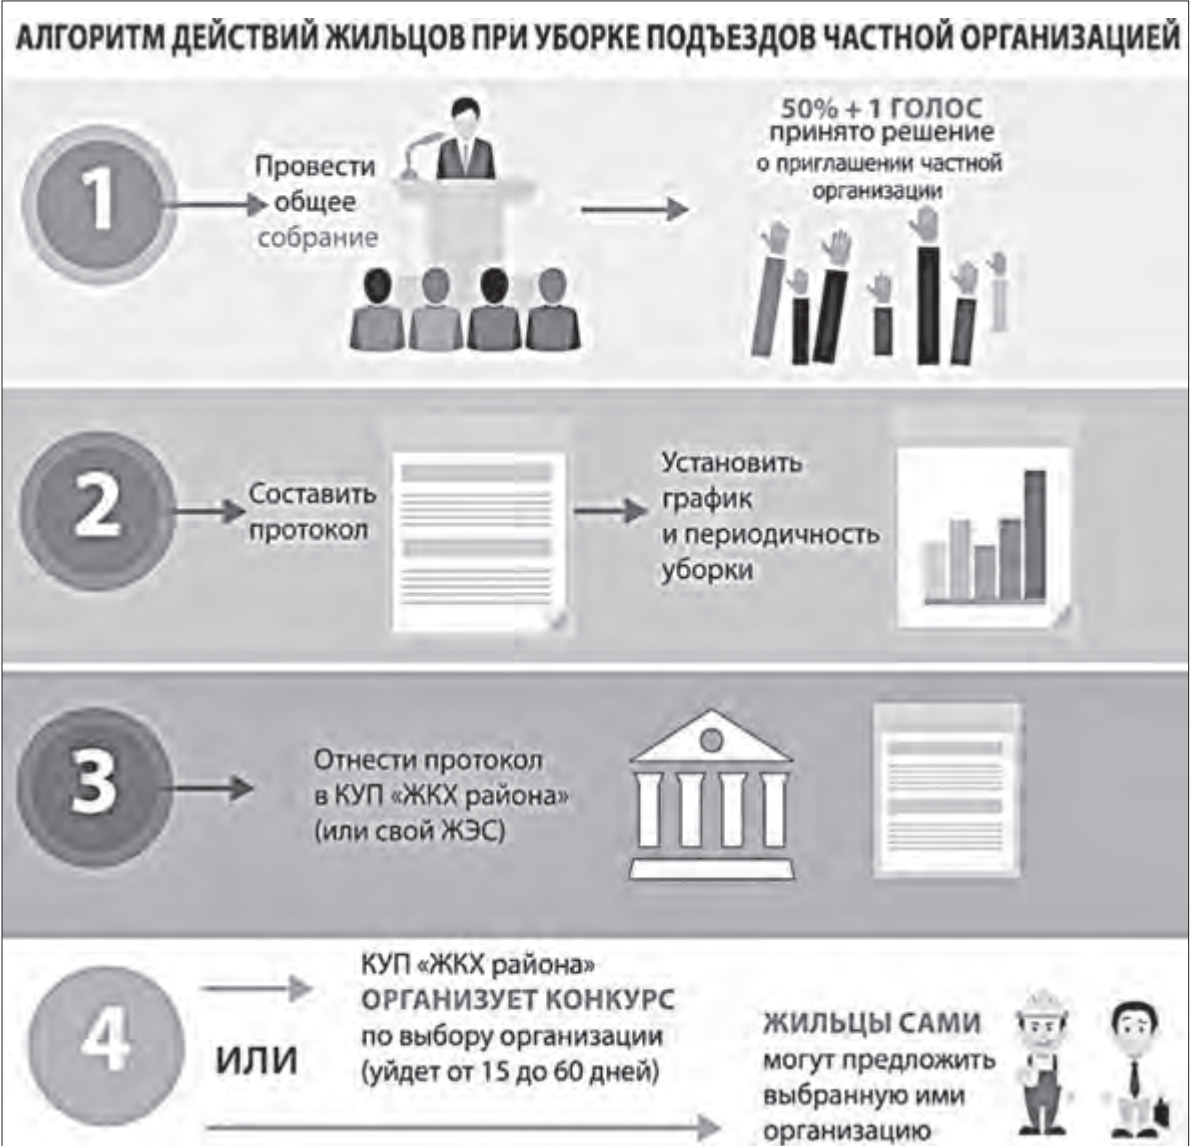 АЛГОРИТМ ДЕЙСТВИЙ ЖИЛЬЦОВ ПРИ УБОРКЕ ПОДЪЕЗДОВ ЧАСТНОЙ ОРГАНИЗАЦИЕЙ
1
Провести
общее
собрание
50% + 1 ГОЛОС
принято решение
о приглашении частной
организации
2
Составить
протокол
Установить
график
и периодичность
уборки
3
Отнести протокол
в КУП «ЖКХ района»
(или свой ЖЭС)
4
КУП «ЖКХ района»
ОРГАНИЗУЕТ КОНКУРС
по выбору организации
(уйдет от 15 до 60 дней)
ИЛИ
ЖИЛЬЦЫ САМИ
могут предложить
выбранную ими
организацию